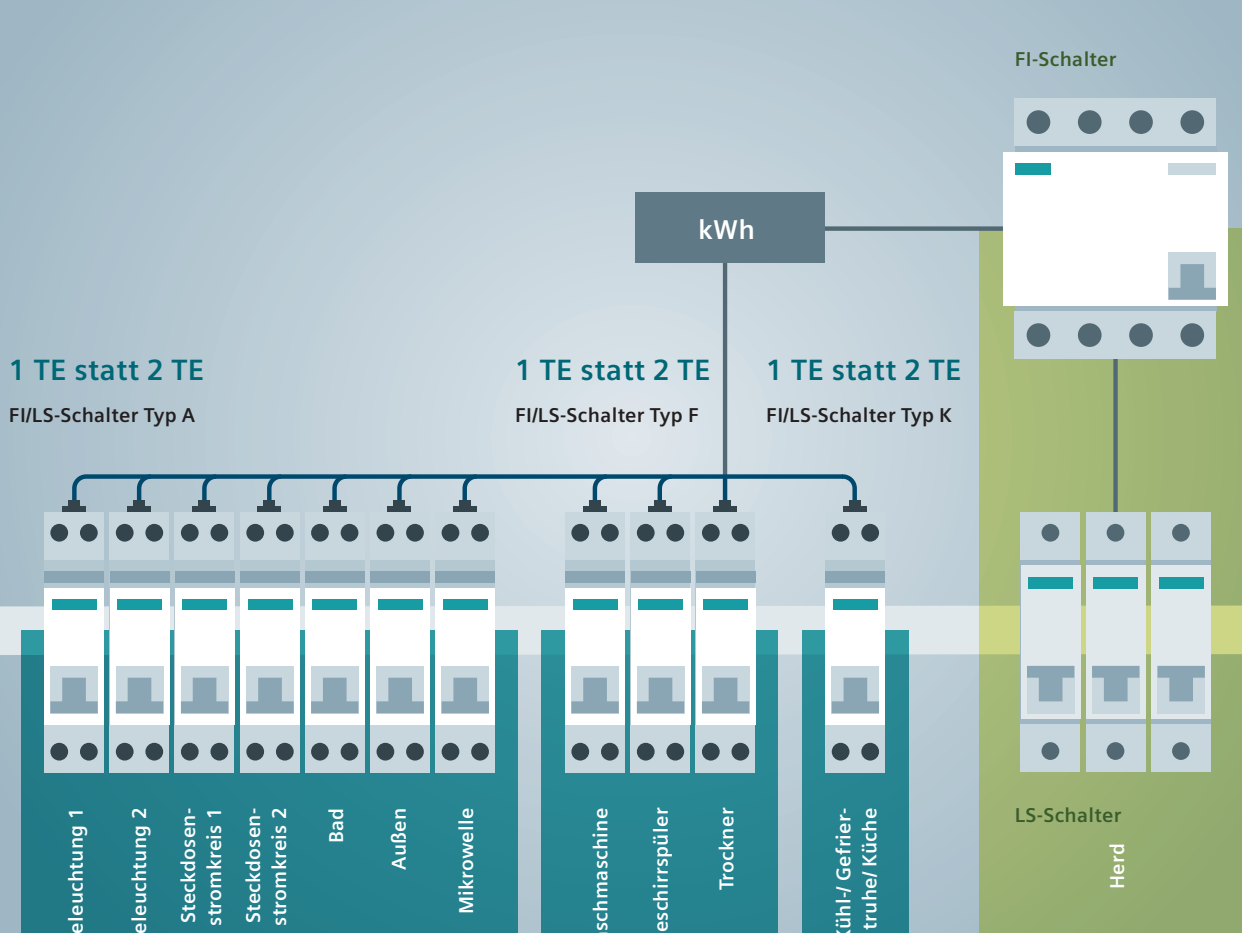 FI-Schalter
kWh
1 TE statt 2 TE
FI/LS-Schalter Typ A
1 TE statt 2 TE
FI/LS-Schalter Typ F
1 TE statt 2 TE
FI/LS-Schalter Typ K
eleuchtung 1
eleuchtung 2
Steckdosen-
stromkreis 1
Steckdosen-
stromkreis 2
Bad
Außen
Mikrowelle
schmaschine
eschirrspüler
Trockner
Kühl-/ Gefrier-
truhe/ Küche
LS-Schalter
Herd